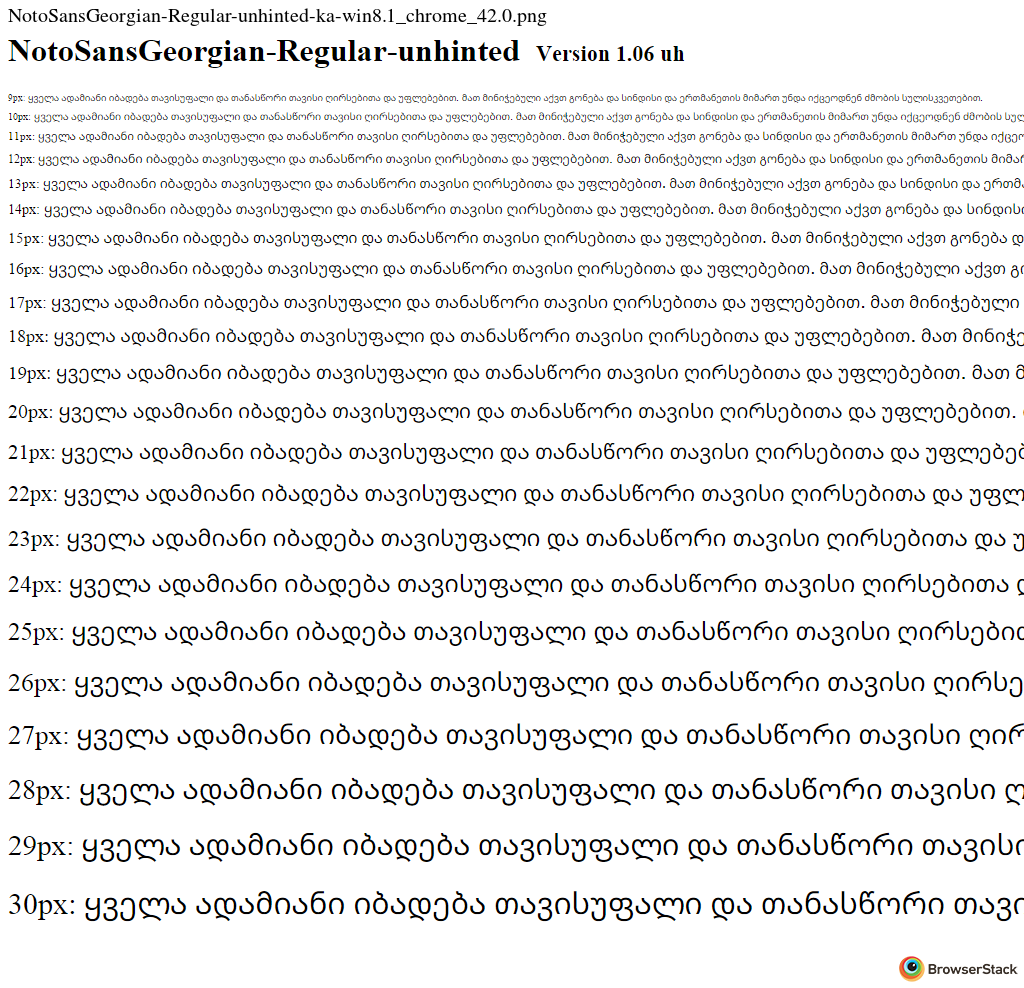 NotoSansGeorgian-Regular-unhinted-ka-win8.1_chrome_42.0.png
NotoSansGeorgian-Regular-unhinted Version 1.06 uh
9px: ყველა ადამიანი იბადება თავისუფალი და თანასწორი თავისი ღირსებითა და უფლებებით. მათ მინიჭებული აქვთ გონება და სინდისი და ერთმანეთის მიმართ უნდა იქცეოდნენ ძმობის სულისკვეთებით.
10px: ყველა ადამიანი იბადება თავისუფალი და თანასწორი თავისი ღირსებითა და უფლებებით. მათ მინიჭებული აქვთ გონება და სინდისი და ერთმანეთის მიმართ უნდა იქცეოდნენ ძმობის სულ
11px: ყველა ადამიანი იბადება თავისუფალი და თანასწორი თავისი ღირსებითა და უფლებებით. მათ მინიჭებული აქვთ გონება და სინდისი და ერთმანეთის მიმართ უნდა იქცეო
12px: ყველა ადამიანი იბადება თავისუფალი და თანასწორი თავისი ღირსებითა და უფლებებით. მათ მინიჭებული აქვთ გონება და სინდისი და ერთმანეთის მიმა
13px: ყველა ადამიანი იბადება თავისუფალი და თანასწორი თავისი ღირსებითა და უფლებებით. მათ მინიჭებული აქვთ გონება და სინდისი და ერთმ
14px: ყველა ადამიანი იბადება თავისუფალი და თანასწორი თავისი ღირსებითა და უფლებებით. მათ მინიჭებული აქვთ გონება და სინდისი
15px: ყველა ადამიანი იბადება თავისუფალი და თანასწორი თავისი ღირსებითა და უფლებებით. მათ მინიჭებული აქვთ გონება დ
16px: ყველა ადამიანი იბადება თავისუფალი და თანასწორი თავისი ღირსებითა და უფლებებით. მათ მინიჭებული აქვთ გ
17px: ყველა ადამიანი იბადება თავისუფალი და თანასწორი თავისი ღირსებითა და უფლებებით. მათ მინიჭებული
18px: ყველა ადამიანი იბადება თავისუფალი და თანასწორი თავისი ღირსებითა და უფლებებით. მათ მინიჭე
19px: ყველა ადამიანი იბადება თავისუფალი და თანასწორი თავისი ღირსებითა და უფლებებით. მათ მ
20px: ყველა ადამიანი იბადება თავისუფალი და თანასწორი თავისი ღირსებითა და უფლებებით.
21px: ყველა ადამიანი იბადება თავისუფალი და თანასწორი თავისი ღირსებითა და უფლებებ
22px: ყველა ადამიანი იბადება თავისუფალი და თანასწორი თავისი ღირსებითა და უფლ
23px: ყველა ადამიანი იბადება თავისუფალი და თანასწორი თავისი ღირსებითა და უ
24px: ყველა ადამიანი იბადება თავისუფალი და თანასწორი თავისი ღირსებითა
25px: ყველა ადამიანი იბადება თავისუფალი და თანასწორი თავისი ღირსებით
26px: ყველა ადამიანი იბადება თავისუფალი და თანასწორი თავისი ღირსე
27px: ყველა ადამიანი იბადება თავისუფალი და თანასწორი თავისი ღირ
28px: ყველა ადამიანი იბადება თავისუფალი და თანასწორი თავისი ღ
29px: ყველა ადამიანი იბადება თავისუფალი და თანასწორი თავისი
30px: ყველა ადამიანი იბადება თავისუფალი და თანასწორი თავი
BrowserStack